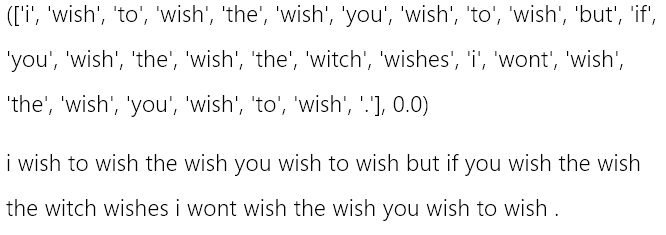 (['i', 'wish', 'to', 'wish', 'the', 'wish', 'you', 'wish', 'to', 'wish', 'but', 'if',
'you', 'wish', 'the', 'wish', 'the', 'witch', 'wishes', 'i', 'wont', 'wish',
'the', 'wish', 'you', 'wish', 'to', 'wish', '.'], 0.0)
i wish to wish the wish you wish to wish but if you wish the wish
the witch wishes i wont wish the wish you wish to wish .